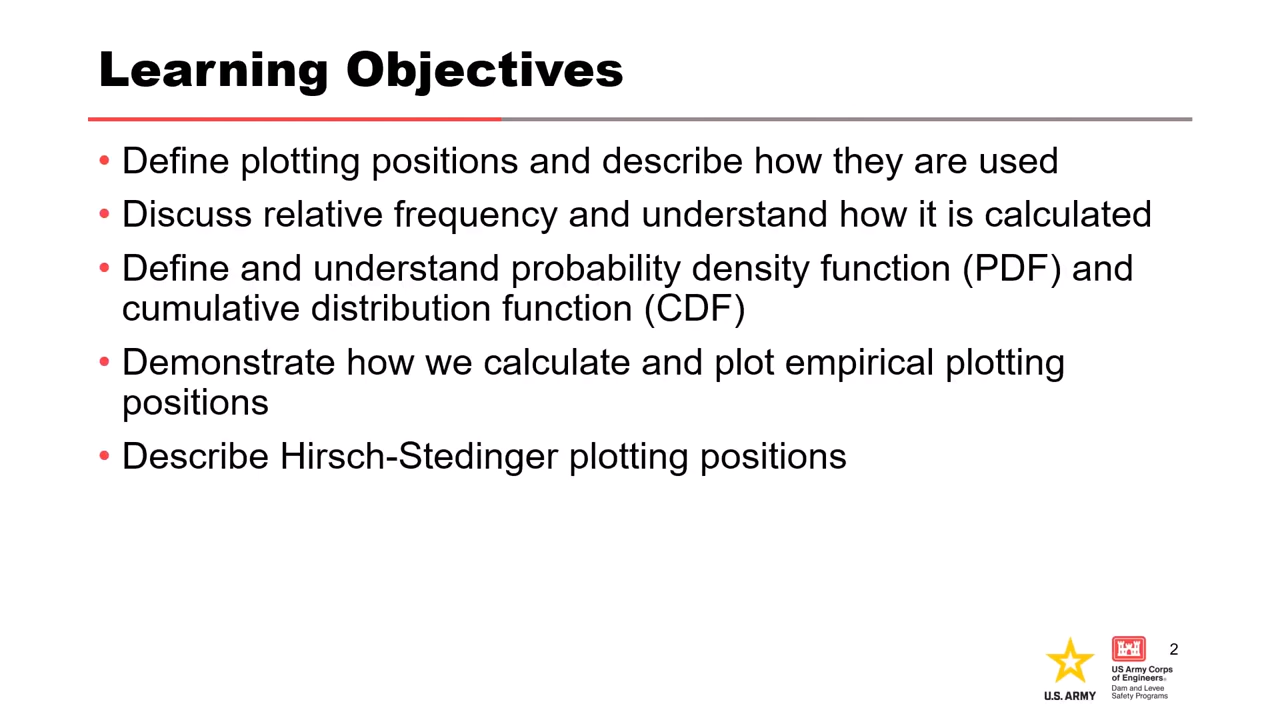 Learning Objectives
• Define plotting positions and describe how they are used
• Discuss relative frequency and understand how it is calculated
• Define and understand probability density function (PDF) and
cumulative distribution function (CDF)
• Demonstrate how we calculate and plot empirical plotting
positions
• Describe Hirsch-Stedinger plotting positions
2
U.S. ARMY
US Army Corps
of Engineers®
Dam and Levee
Safety Programs